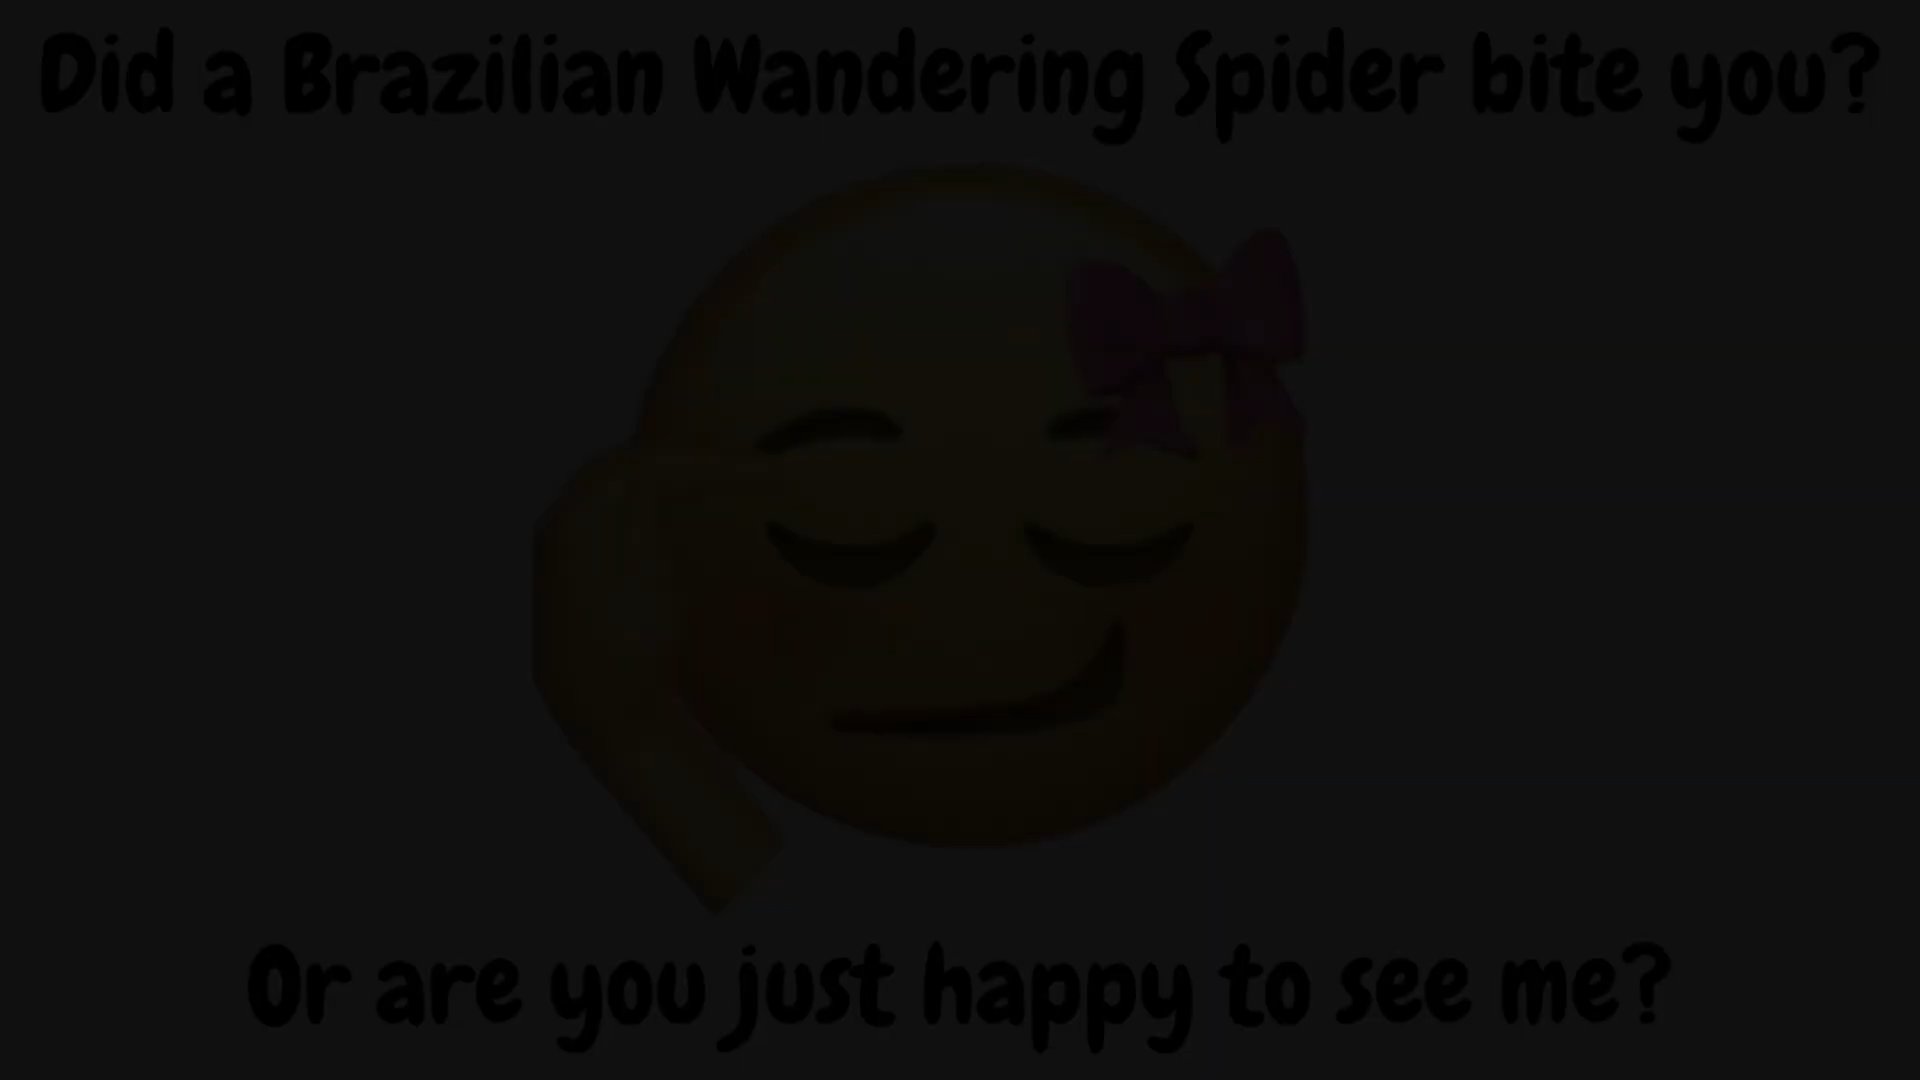 Did a Brazilian Wandering Spider bite you?
Or are you just happy to see me?